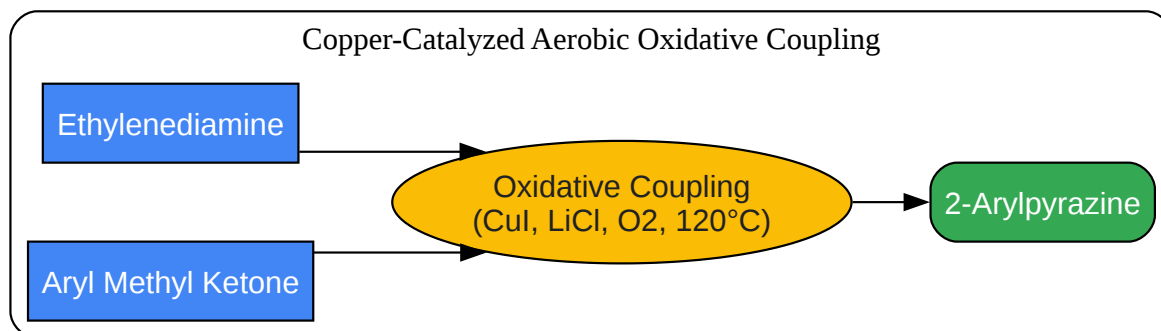 Copper-Catalyzed Aerobic Oxidative Coupling
Ethylenediamine
Oxidative Coupling
(CuI, LiCl, O2, 120°C)
2-Arylpyrazine
Aryl Methyl Ketone